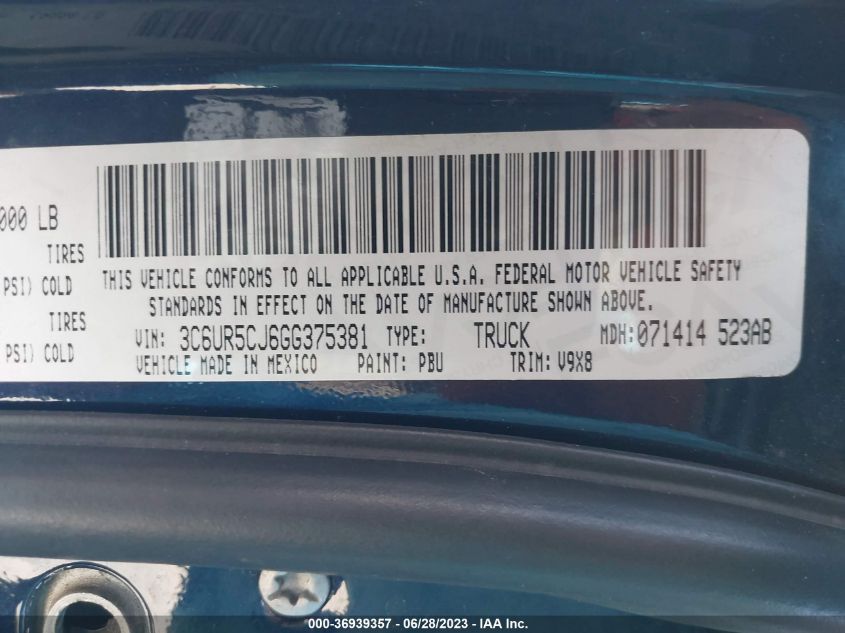 000 LB
TIRES
PSI) COLD
TIRES
PSI) COLD
THIS VEHICLE CONFORMS TO ALL APPLICABLE U.S.A. FEDERAL MOTOR VEHICLE SAFETY
STANDARDS IN EFFECT ON THE DATE OF MANUFACTURE SHOWN ABOVE.
VIN: 3C6UR5CJ6GG375381 TYPE: TRUCK MDH:071414 523AB
VEHICLE MADE IN MEXICO PAINT: PBU TRIM: V9X8
000-36939357 - 06/28/2023 - IAA Inc.